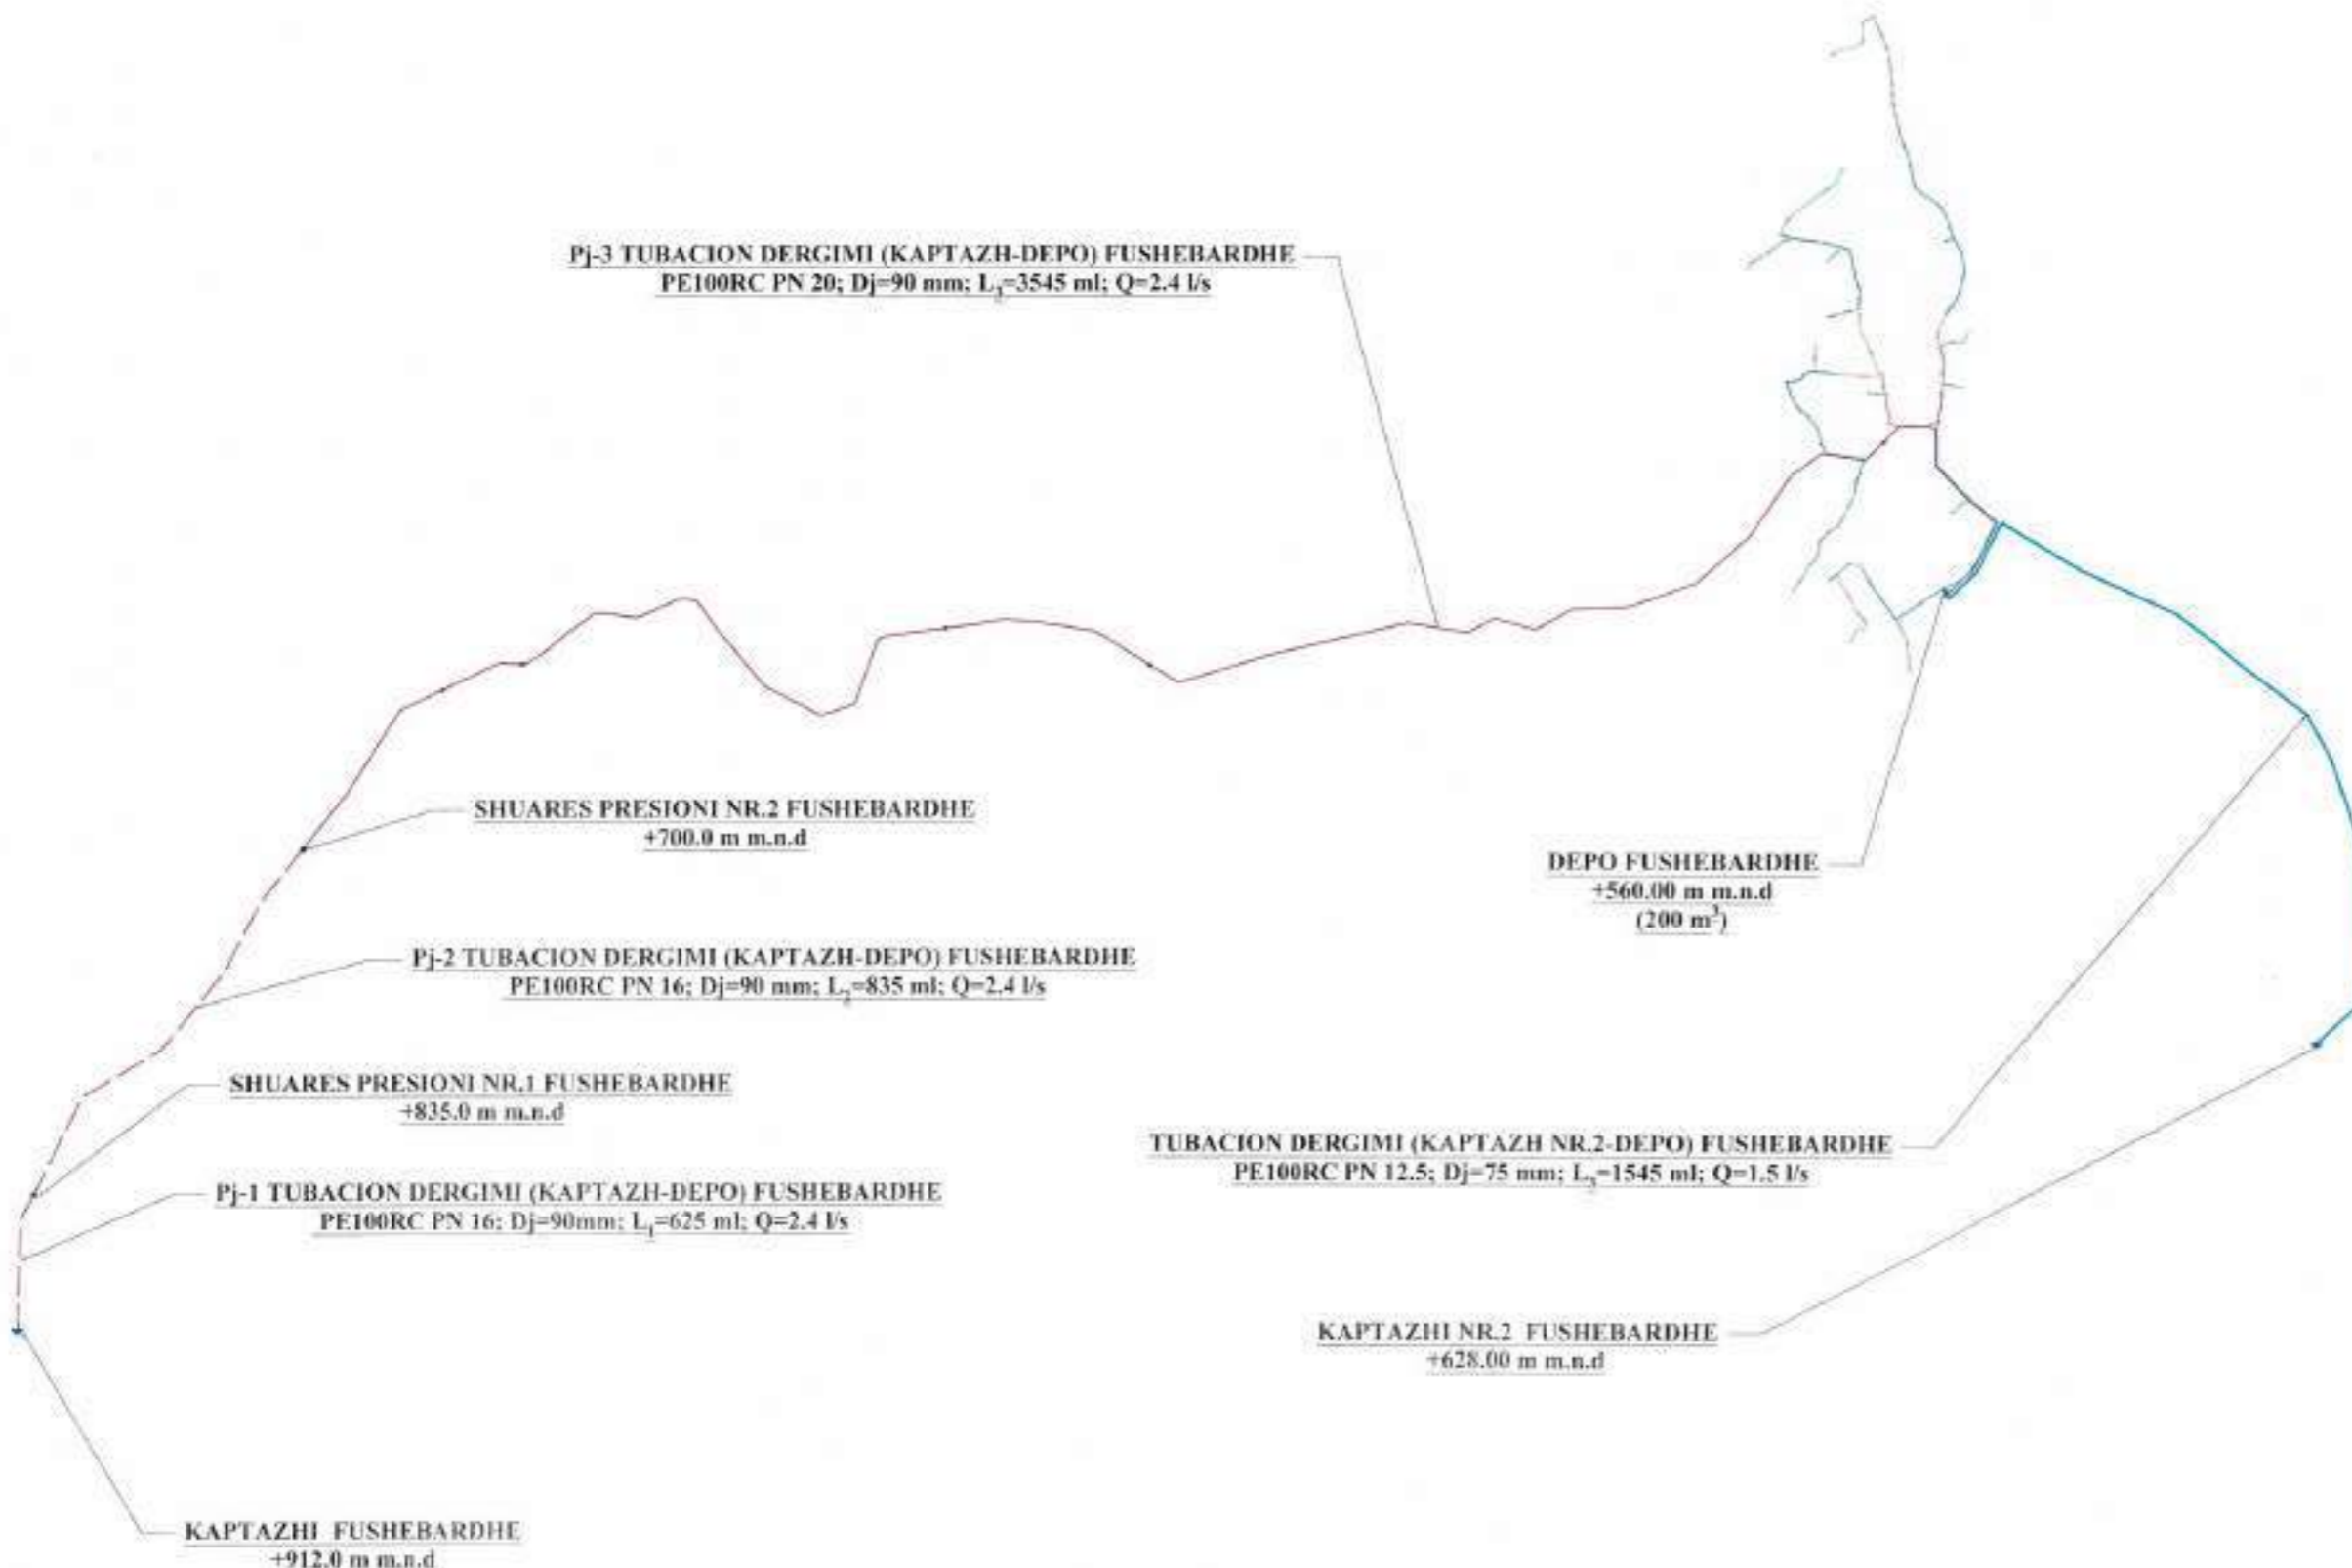 Pj-3 TUBACION DERGIMI (KAPTAZH-DEPO) FUSHEBARDHE
PE100RC PN 20; Dj=90 mm; L₃=3545 ml; Q=2.4 l/s
SHUARES PRESIONI NR.2 FUSHEBARDHE
+700.0 m m.n.d
DEPO FUSHEBARDHE
+560.00 m m.n.d
(200 m³)
Pj-2 TUBACION DERGIMI (KAPTAZH-DEPO) FUSHEBARDHE
PE100RC PN 16; Dj=90 mm; L₂=835 ml; Q=2.4 l/s
SHUARES PRESIONI NR.1 FUSHEBARDHE
+835.0 m m.n.d
TUBACION DERGIMI (KAPTAZH NR.2-DEPO) FUSHEBARDHE
PE100RC PN 12.5; Dj=75 mm; L₃=1545 ml; Q=1.5 l/s
Pj-1 TUBACION DERGIMI (KAPTAZH-DEPO) FUSHEBARDHE
PE100RC PN 16; Dj=90mm; L₁=625 ml; Q=2.4 l/s
KAPTAZHI NR.2 FUSHEBARDHE
+628.00 m m.n.d
KAPTAZHI FUSHEBARDHE
+912.0 m m.n.d